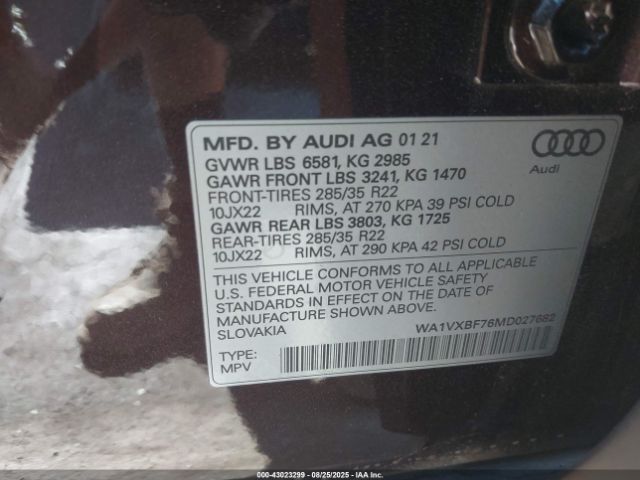 MFD. BY AUDI AG 01 21
GVWR LBS 6581, KG 2985
GAWR FRONT LBS 3241, KG 1470
FRONT-TIRES 285/35 R22
10JX22 RIMS, AT 270 KPA 39 PSI COLD
GAWR REAR LBS 3803, KG 1725
REAR-TIRES 285/35 R22
10JX22 RIMS, AT 290 KPA 42 PSI COLD
THIS VEHICLE CONFORMS TO ALL APPLICABLE
U.S. FEDERAL MOTOR VEHICLE SAFETY
STANDARDS IN EFFECT ON THE DATE OF
MANUFACTURE SHOWN ABOVE.
SLOVAKIA WA1VXBF76MD027682
TYPE:
MPV
Audi
00-43023299 - 08/25/2025 - IAAI. Copyright IAAI, Inc.